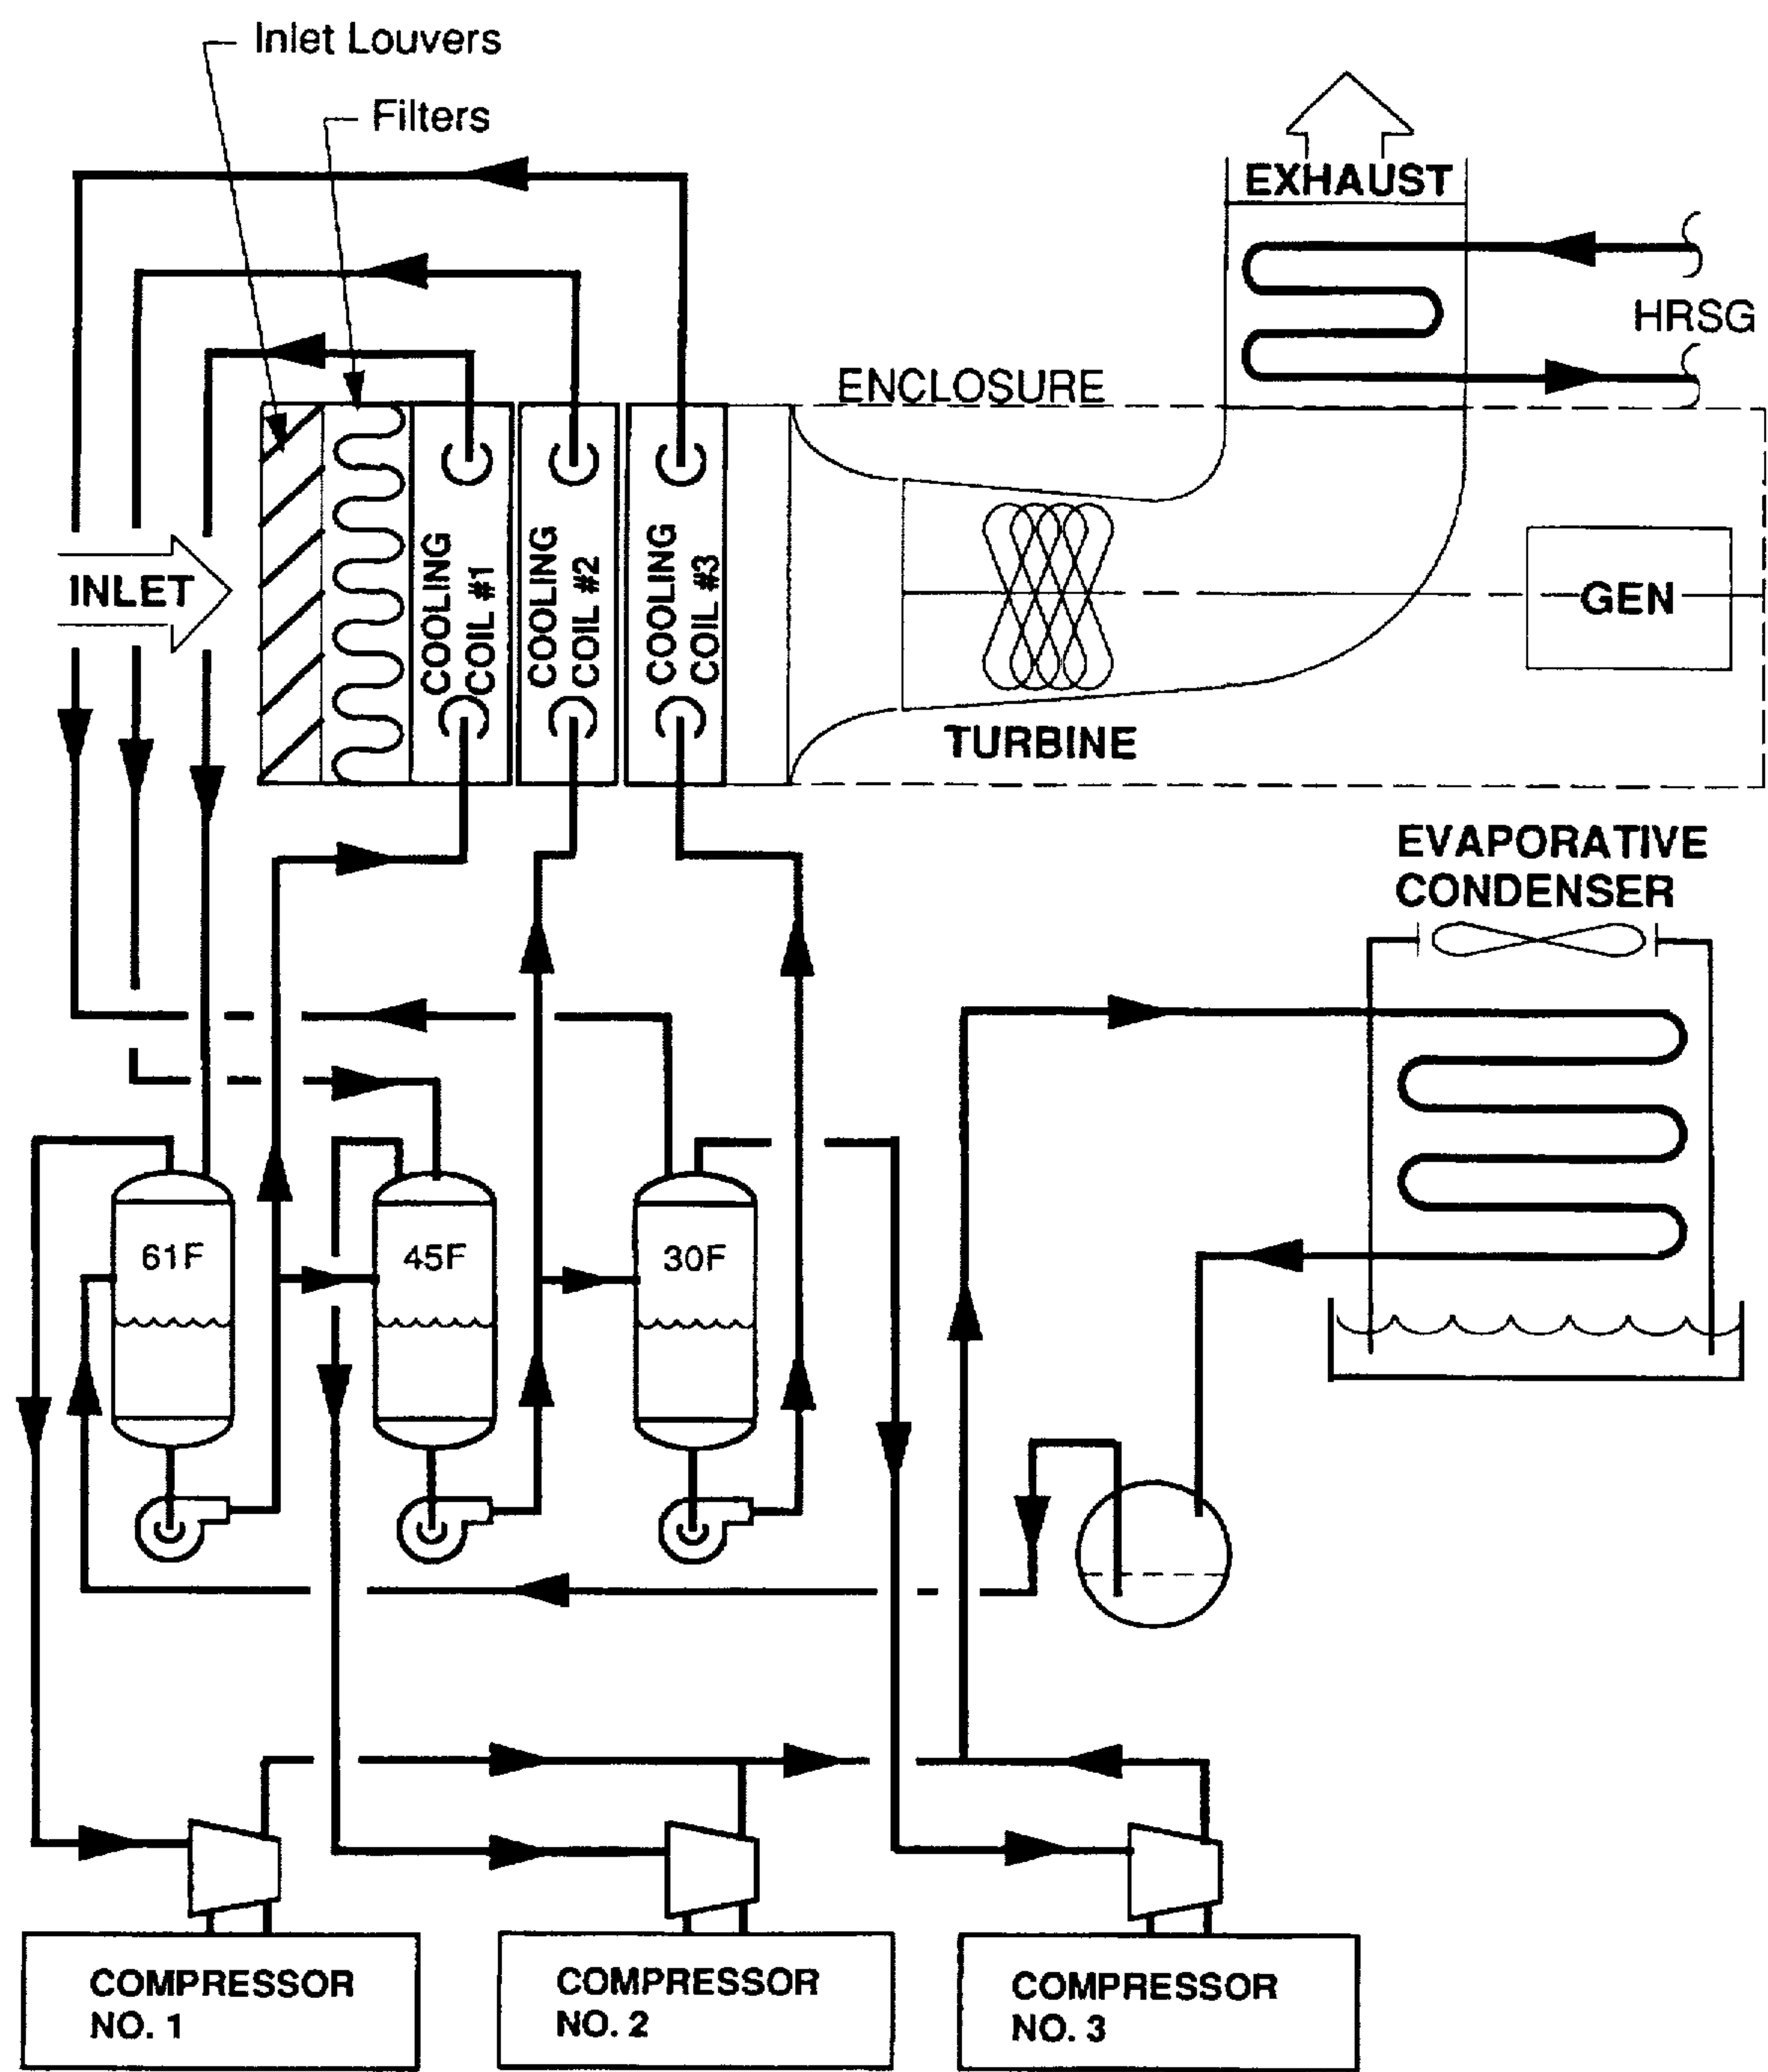 Inlet Louvers
Filters
EXHAUST
HRSG
ENCLOSURE
INLET
COOLING
COIL #1
COOLING
COIL #2
COOLING
COIL #3
GEN
TURBINE
EVAPORATIVE
CONDENSER
61F
45F
30F
COMPRESSOR
NO. 1
COMPRESSOR
NO. 2
COMPRESSOR
NO. 3